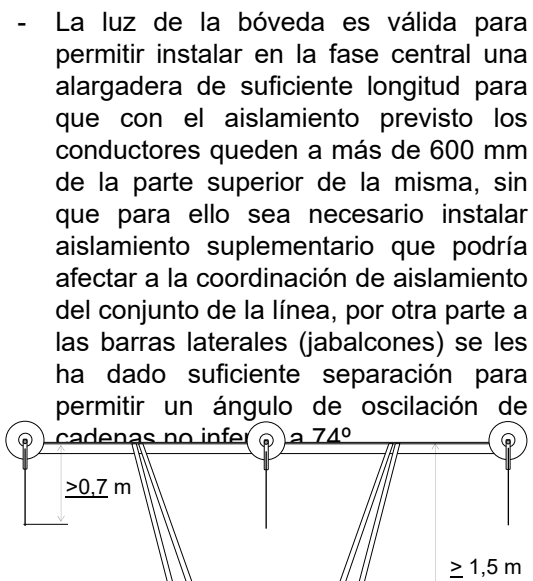 - La luz de la bóveda es válida para
permitir instalar en la fase central una
alargadera de suficiente longitud para
que con el aislamiento previsto los
conductores queden a más de 600 mm
de la parte superior de la misma, sin
que para ello sea necesario instalar
aislamiento suplementario que podría
afectar a la coordinación de aislamiento
del conjunto de la línea, por otra parte a
las barras laterales (jabalcones) se les
ha dado suficiente separación para
permitir un ángulo de oscilación de
cadenas no inferior a 74º
>0,7 m
≥ 1,5 m